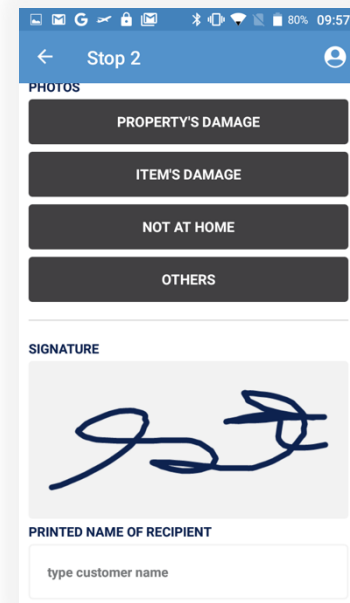 80% 09:57
Stop 2
PHOTOS
PROPERTY'S DAMAGE
ITEM'S DAMAGE
NOT AT HOME
OTHERS
SIGNATURE
PRINTED NAME OF RECIPIENT
type customer name